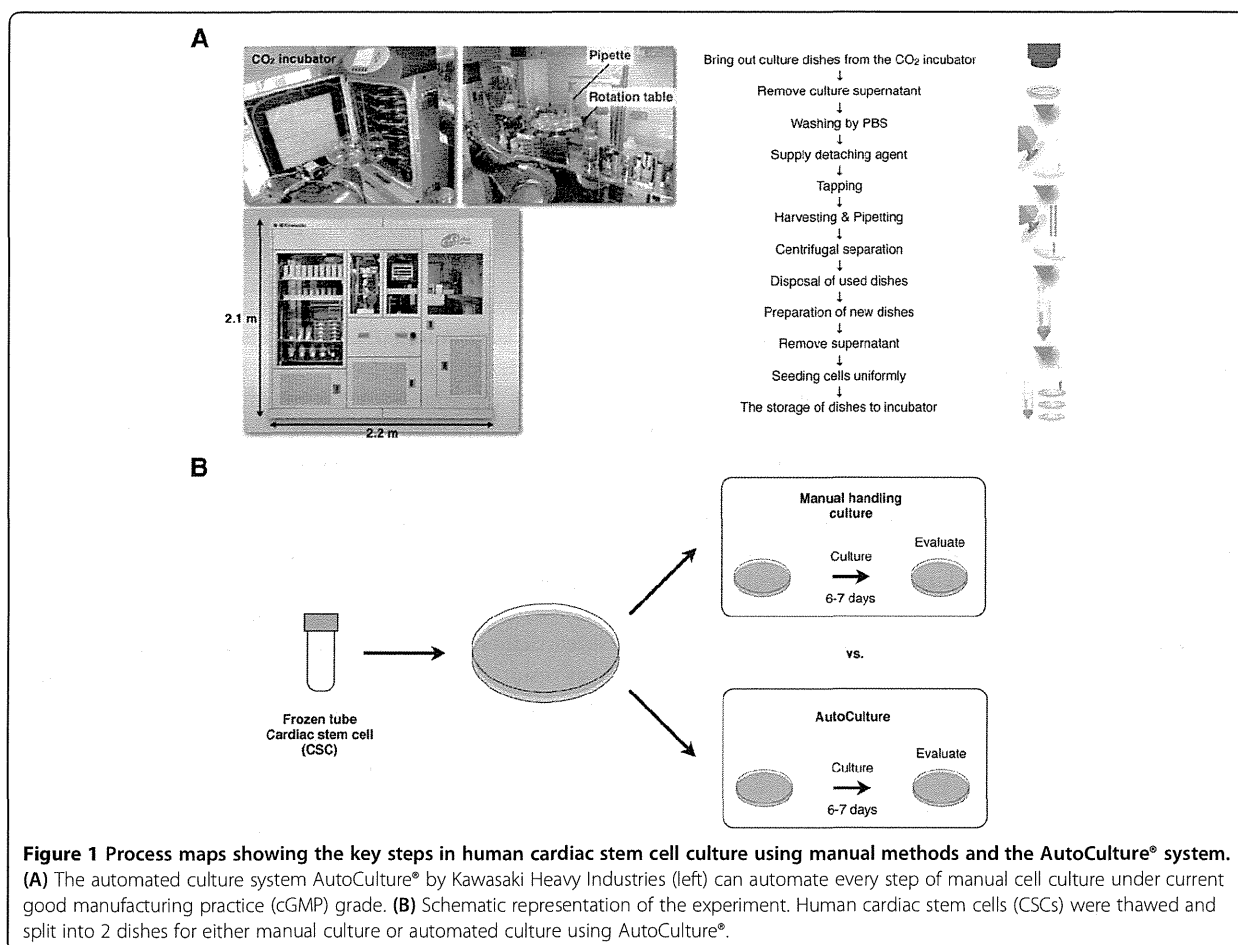 A
CO₂ incubator
Pipette
Rotation table
Kawasaki
2.1 m
2.2 m
Bring out culture dishes from the CO₂ incubator
↓
Remove culture supernatant
↓
Washing by PBS
↓
Supply detaching agent
↓
Tapping
↓
Harvesting & Pipetting
↓
Centrifugal separation
↓
Disposal of used dishes
↓
Preparation of new dishes
↓
Remove supernatant
↓
Seeding cells uniformly
↓
The storage of dishes to incubator
B
Frozen tube
Cardiac stem cell
(CSC)
Manual handling
culture
Culture
Evaluate
6-7 days
vs.
AutoCulture
Culture
Evaluate
6-7 days
Figure 1 Process maps showing the key steps in human cardiac stem cell culture using manual methods and the AutoCulture® system.
(A) The automated culture system AutoCulture® by Kawasaki Heavy Industries (left) can automate every step of manual cell culture under current
good manufacturing practice (cGMP) grade. (B) Schematic representation of the experiment. Human cardiac stem cells (CSCs) were thawed and
split into 2 dishes for either manual culture or automated culture using AutoCulture®.